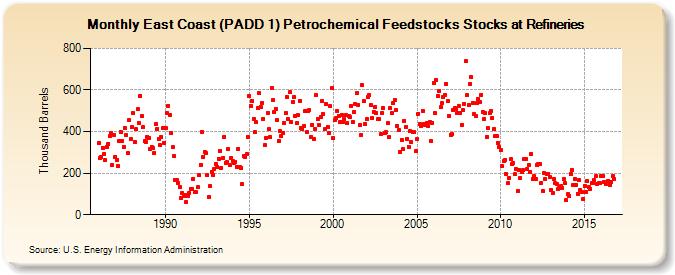 Monthly East Coast (PADD 1) Petrochemical Feedstocks Stocks at Refineries
Thousand Barrels
800
600
400
200
0
1990 1995 2000 2005 2010 2015
Source: U.S. Energy Information Administration